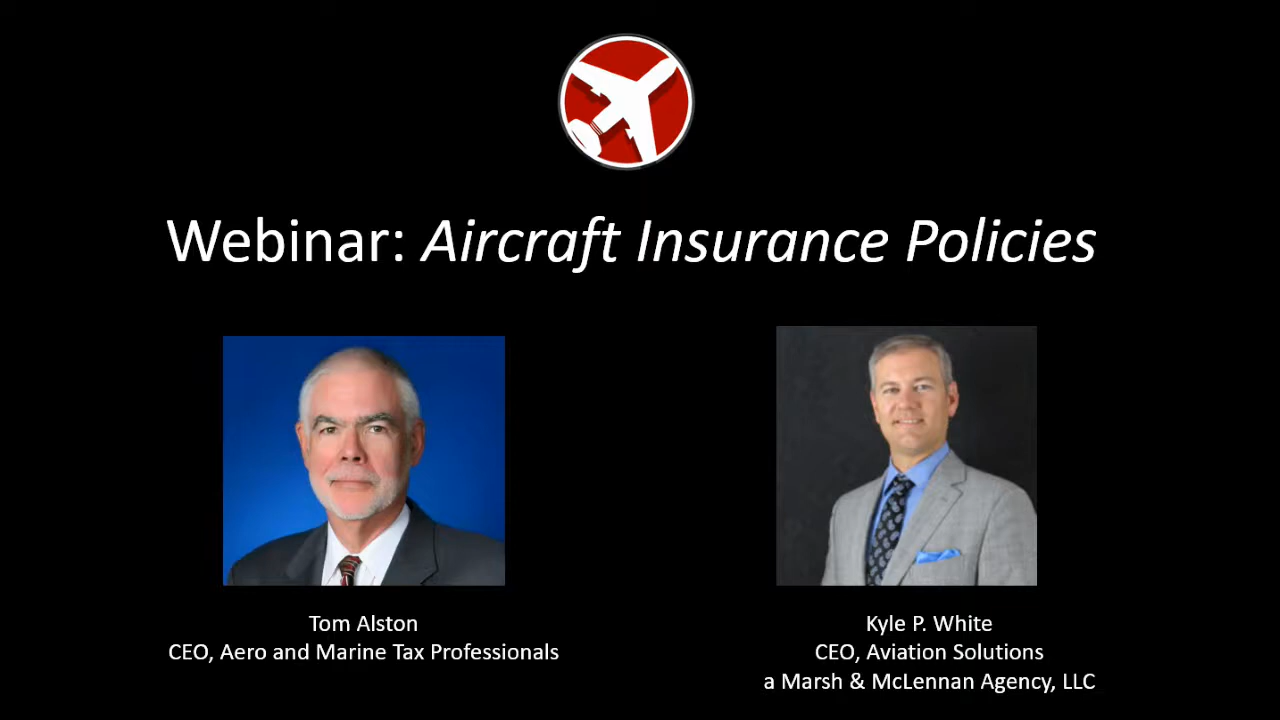 Webinar: Aircraft Insurance Policies
Tom Alston
CEO, Aero and Marine Tax Professionals
Kyle P. White
CEO, Aviation Solutions
a Marsh & McLennan Agency, LLC